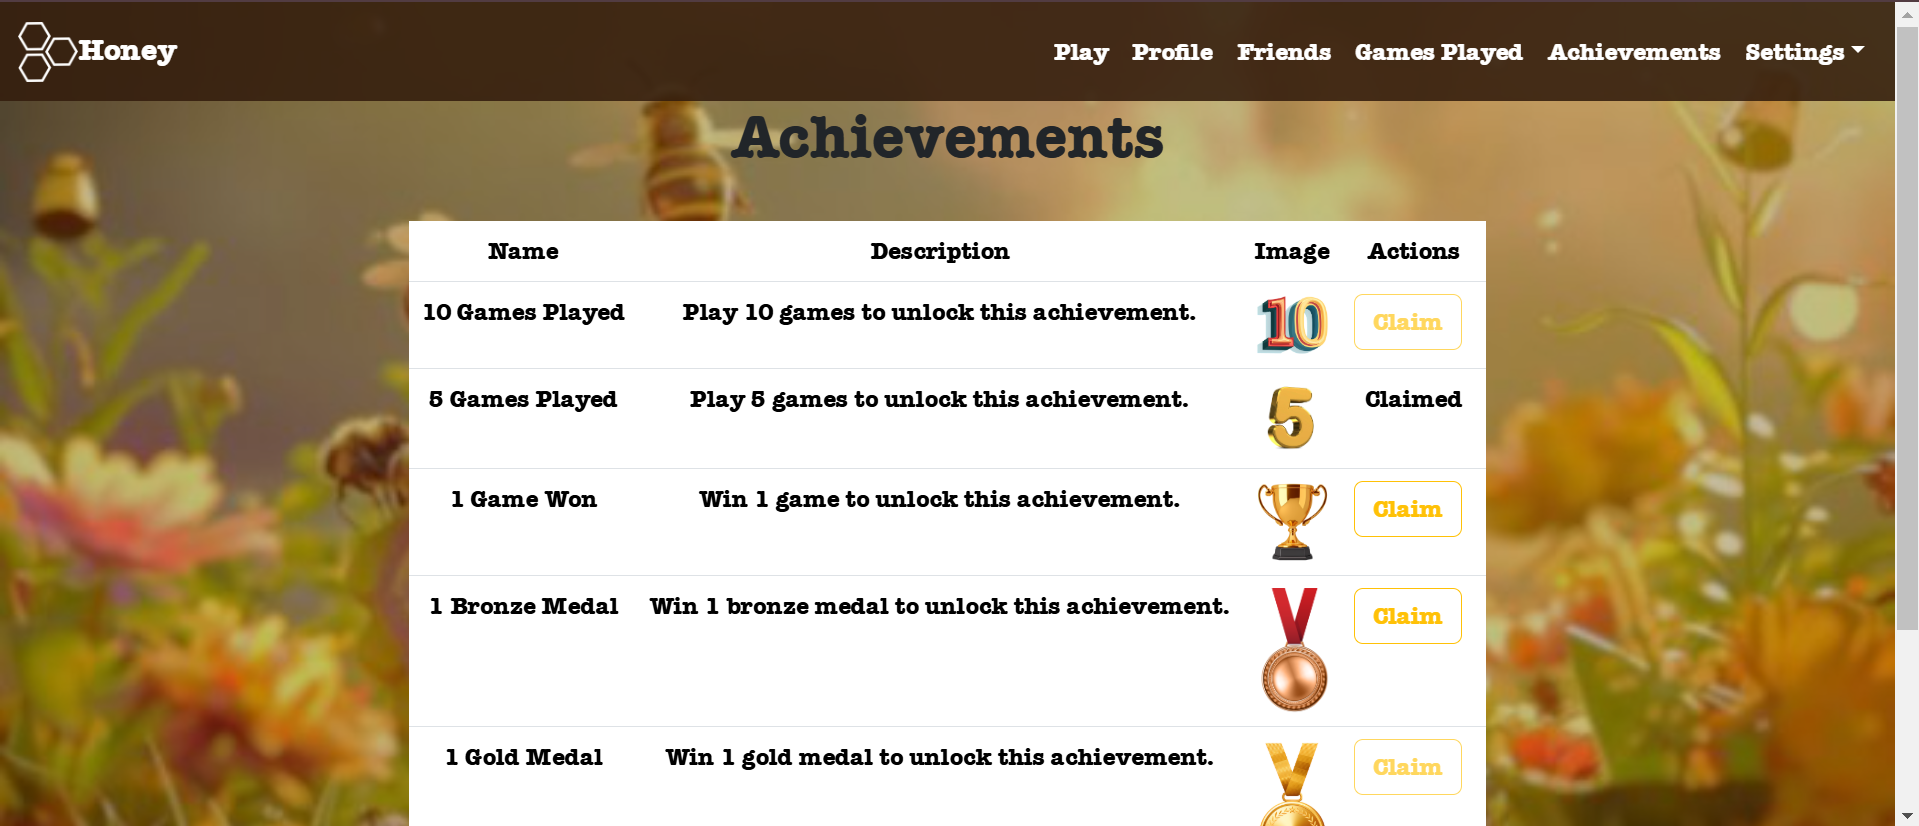 Honey
Play Profile Friends Games Played Achievements Settings
Achievements
Name Description Image Actions
10 Games Played Play 10 games to unlock this achievement. 10 Claim
5 Games Played Play 5 games to unlock this achievement. 5 Claimed
1 Game Won Win 1 game to unlock this achievement. Claim
1 Bronze Medal Win 1 bronze medal to unlock this achievement. Claim
1 Gold Medal Win 1 gold medal to unlock this achievement. Claim